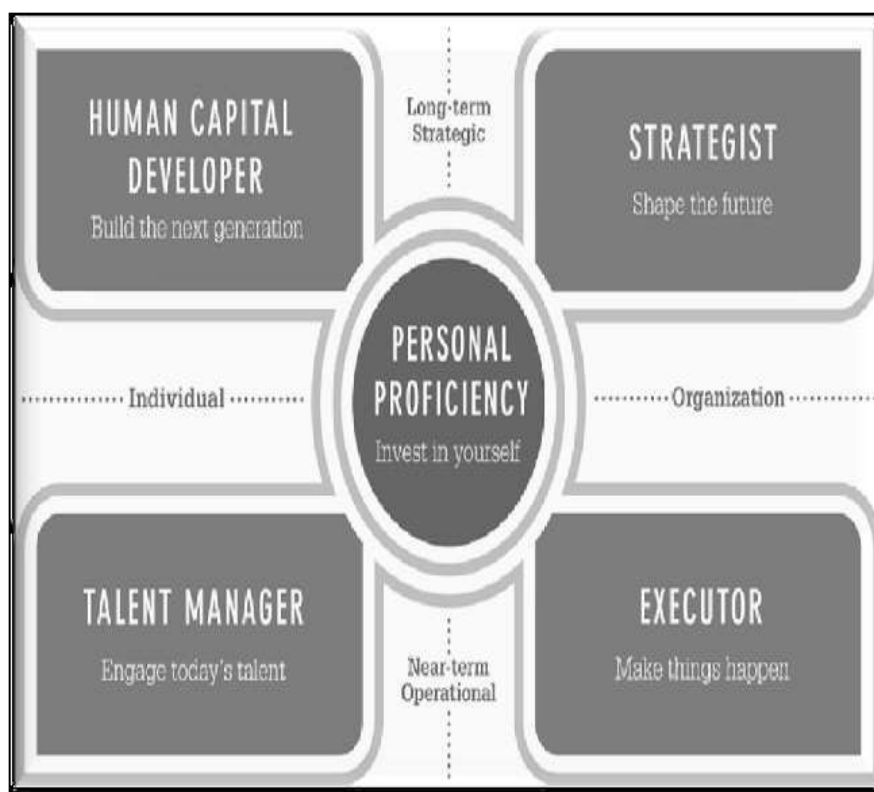 HUMAN CAPITAL
DEVELOPER
Build the next generation
Long-term
Strategic
STRATEGIST
Shape the future
Individual
PERSONAL
PROFICIENCY
Invest in yourself
Organization
TALENT MANAGER
Engage today's talent
Near-term
Operational
EXECUTOR
Make things happen